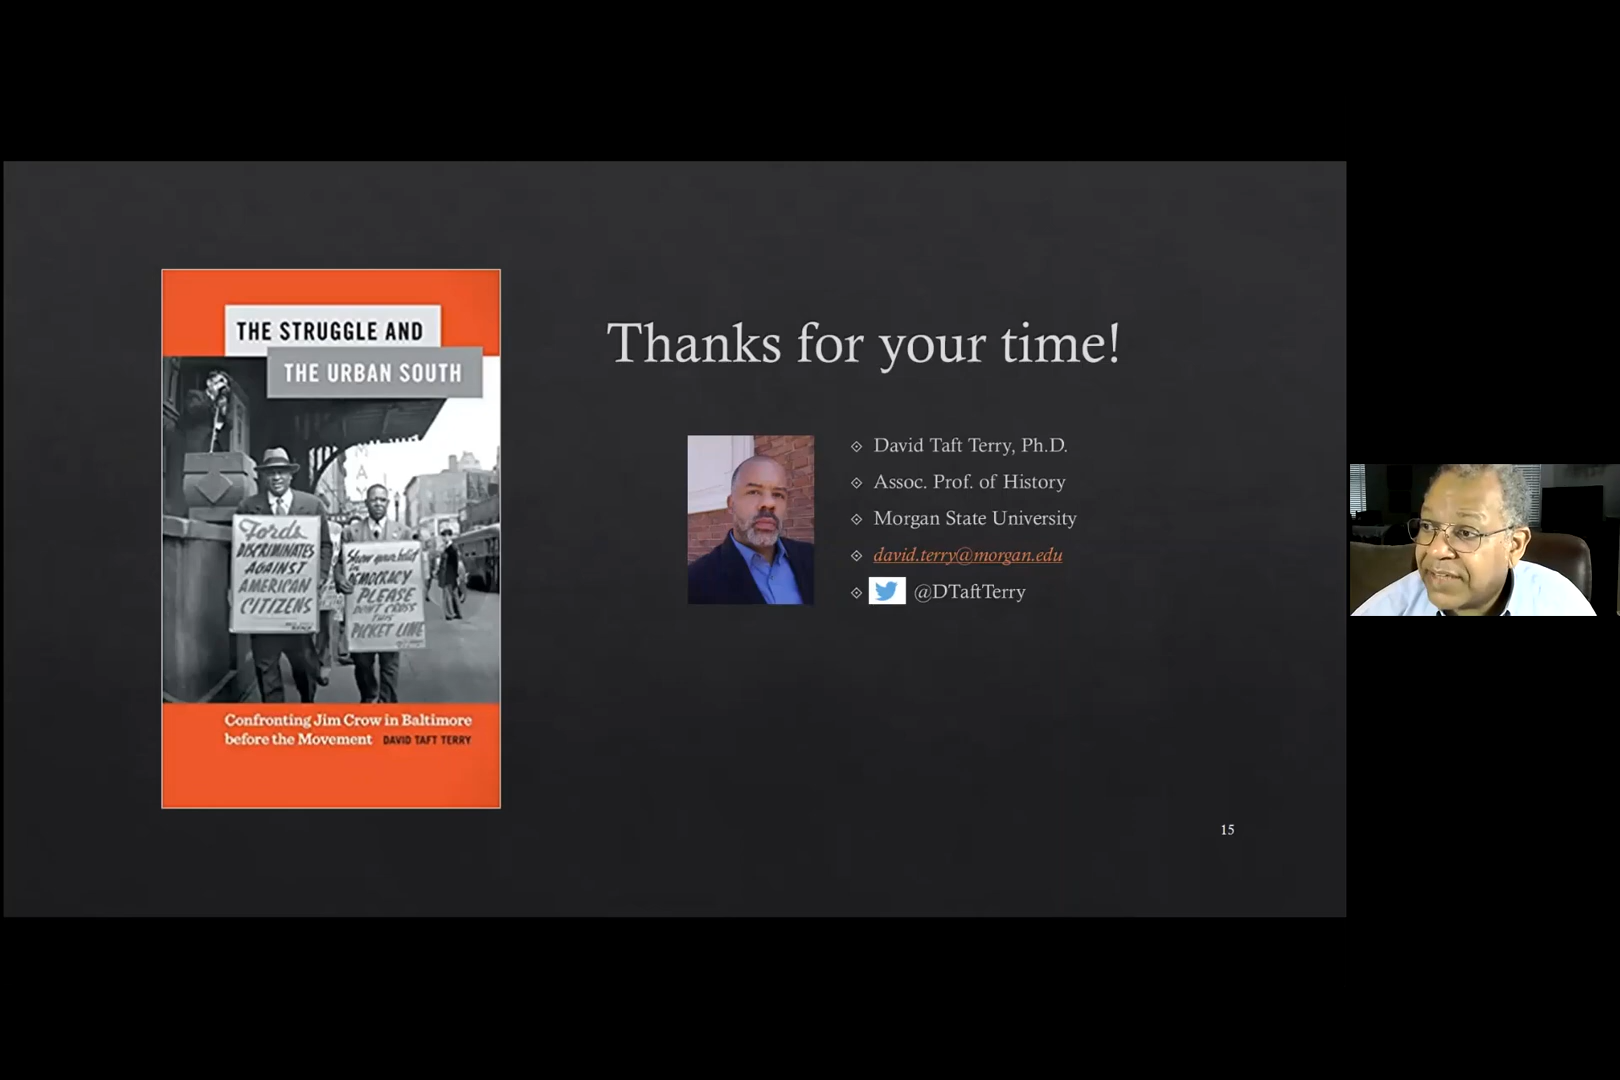 THE STRUGGLE AND
THE URBAN SOUTH
Fords
DISCRIMINATES
AGAINST
AMERICAN
CITIZENS
Show your belief
in
DEMOCRACY
PLEASE
DON'T CROSS
THIS
PICKET LINE
Confronting Jim Crow in Baltimore
before the Movement DAVID TAFT TERRY
Thanks for your time!
David Taft Terry, Ph.D.
Assoc. Prof. of History
Morgan State University
david.terry@morgan.edu
@DTaftTerry
15